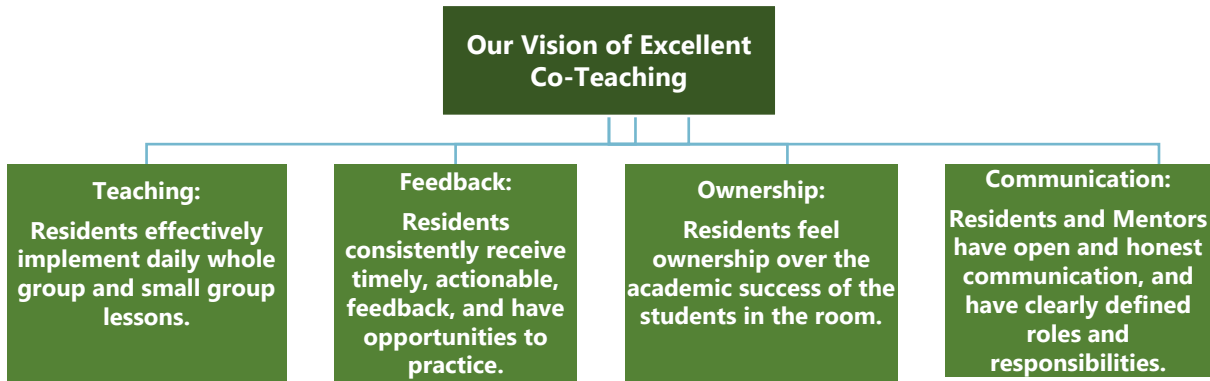 Our Vision of Excellent
Co-Teaching
Teaching:
Residents effectively
implement daily whole
group and small group
lessons.
Feedback:
Residents
consistently receive
timely, actionable,
feedback, and have
opportunities to
practice.
Ownership:
Residents feel
ownership over the
academic success of the
students in the room.
Communication:
Residents and Mentors
have open and honest
communication, and
have clearly defined
roles and
responsibilities.